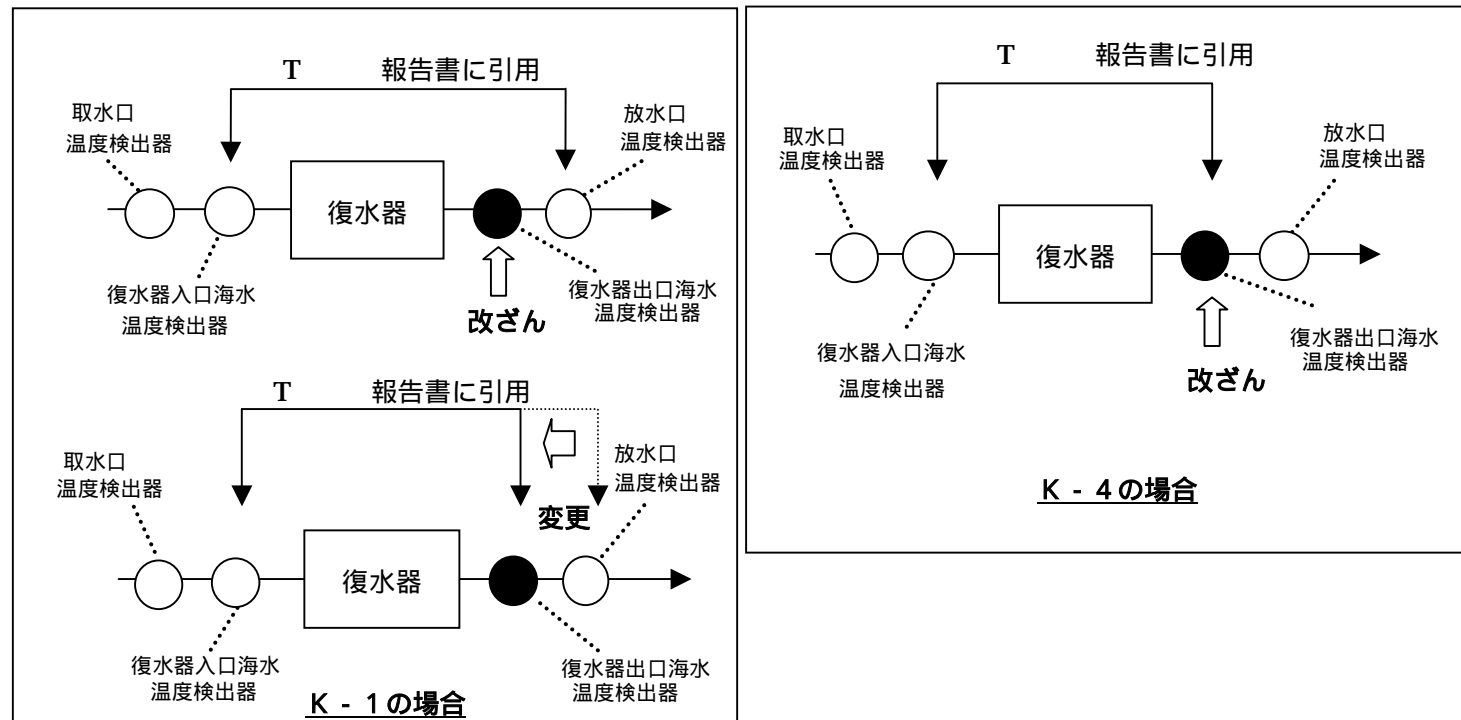 T 報告書に引用
取水口
温度検出器
放水口
温度検出器
復水器
復水器入口海水
温度検出器
復水器出口海水
温度検出器
改ざん
T 報告書に引用
取水口
温度検出器
放水口
温度検出器
変更
復水器
復水器入口海水
温度検出器
復水器出口海水
温度検出器
K-1の場合
T 報告書に引用
取水口
温度検出器
放水口
温度検出器
復水器
復水器入口海水
温度検出器
復水器出口海水
温度検出器
改ざん
K-4の場合